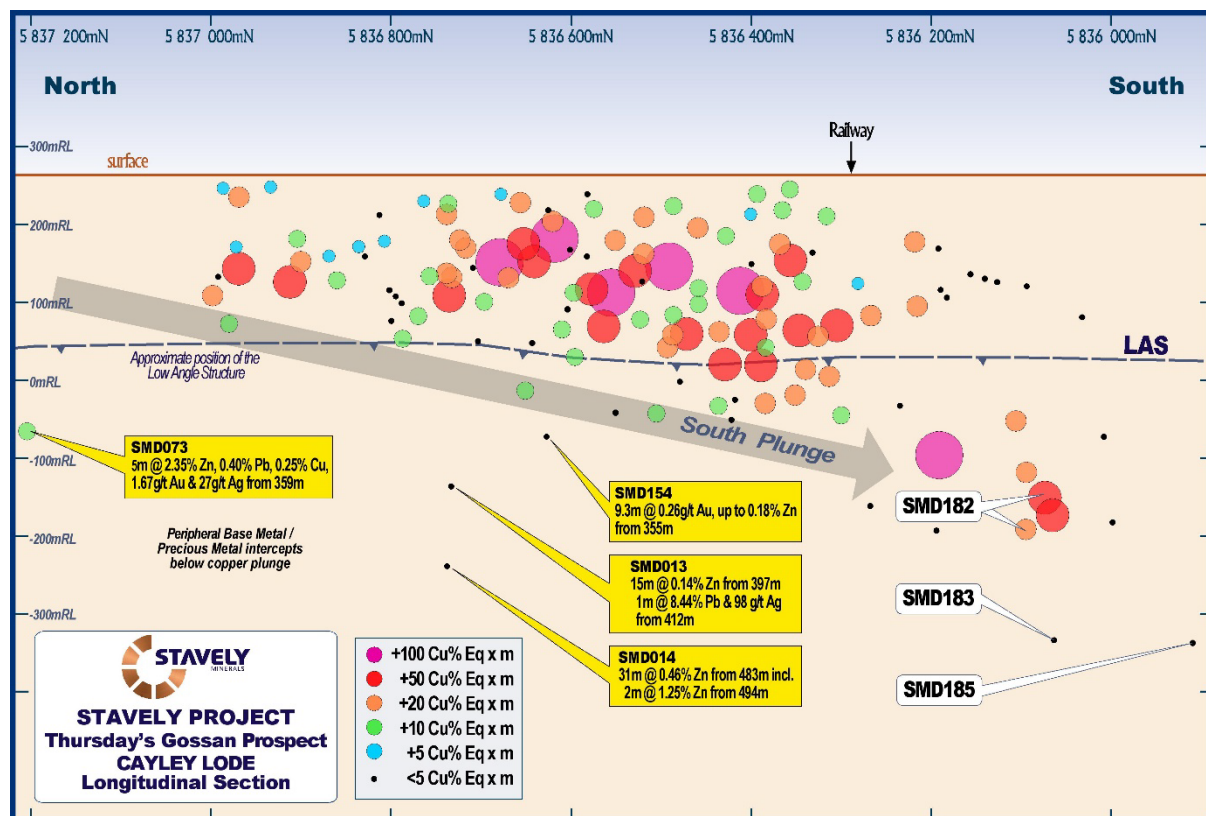 5 837 200mN
5 837 000mN
5 836 800mN
5 836 600mN
5 836 400mN
5 836 200mN
5 836 000mN
North
South
300mRL
Railway
surface
200mRL
100mRL
LAS
Approximate position of the
Low Angle Structure
0mRL
South Plunge
SMD073
5m @ 2.35% Zn, 0.40% Pb, 0.25% Cu,
1.67g/t Au & 27g/t Ag from 359m
-100mRL
SMD154
9.3m @ 0.26g/t Au, up to 0.18% Zn
from 355m
SMD182
Peripheral Base Metal /
Precious Metal intercepts
below copper plunge
-200mRL
SMD013
15m @ 0.14% Zn from 397m
1m @ 8.44% Pb & 98 g/t Ag
from 412m
SMD183
-300mRL
SMD014
31m @ 0.46% Zn from 483m incl.
2m @ 1.25% Zn from 494m
SMD185
STAVELY
MINERALS
STAVELY PROJECT
Thursday's Gossan Prospect
CAYLEY LODE
Longitudinal Section
+100 Cu% Eq x m
+50 Cu% Eq x m
+20 Cu% Eq x m
+10 Cu% Eq x m
+5 Cu% Eq x m
<5 Cu% Eq x m